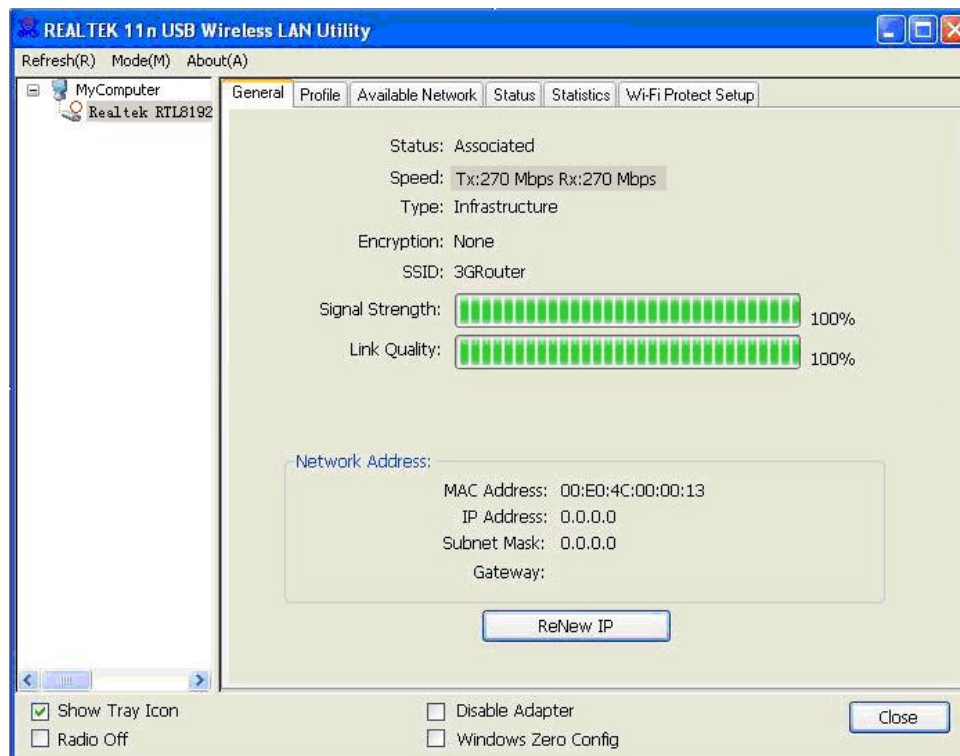 REALTEK 11n USB Wireless LAN Utility
Refresh(R) Mode(M) About(A)
MyComputer
Realtek RTL8192
General Profile Available Network Status Statistics Wi-Fi Protect Setup
Status: Associated
Speed: Tx:270 Mbps Rx:270 Mbps
Type: Infrastructure
Encryption: None
SSID: 3GRouter
Signal Strength: 100%
Link Quality: 100%
Network Address:
MAC Address: 00:E0:4C:00:00:13
IP Address: 0.0.0.0
Subnet Mask: 0.0.0.0
Gateway:
ReNew IP
Show Tray Icon
Radio Off
Disable Adapter
Windows Zero Config
Close